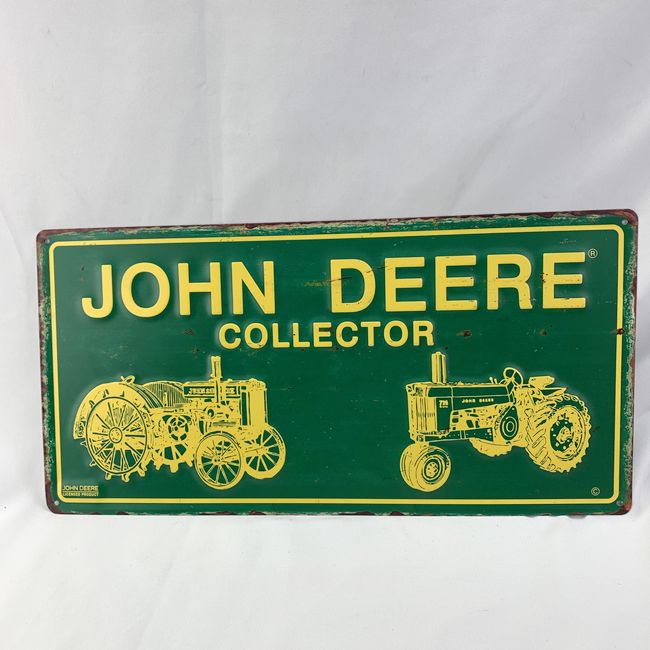 JOHN DEERE®
COLLECTOR
JOHN DEERE
JOHN DEERE
LICENSED PRODUCT
©